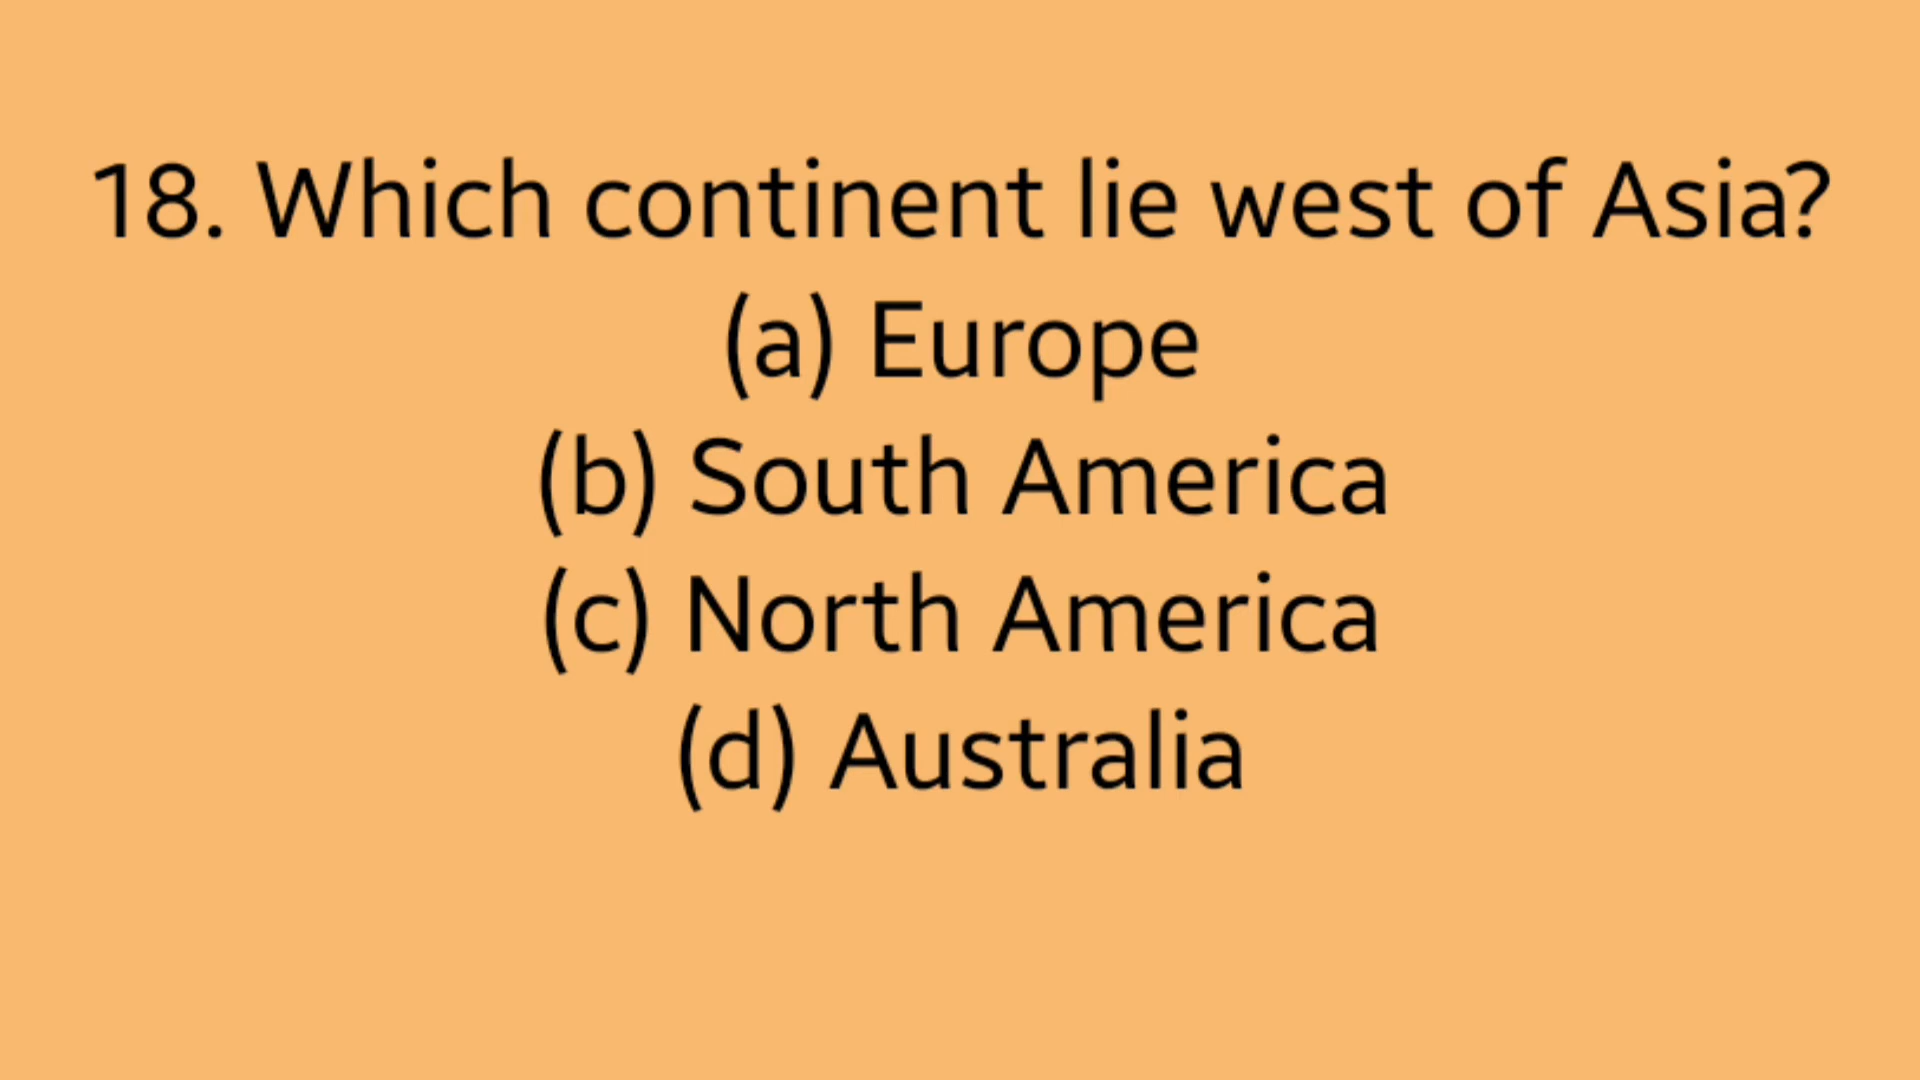 18. Which continent lie west of Asia?
(a) Europe
(b) South America
(c) North America
(d) Australia